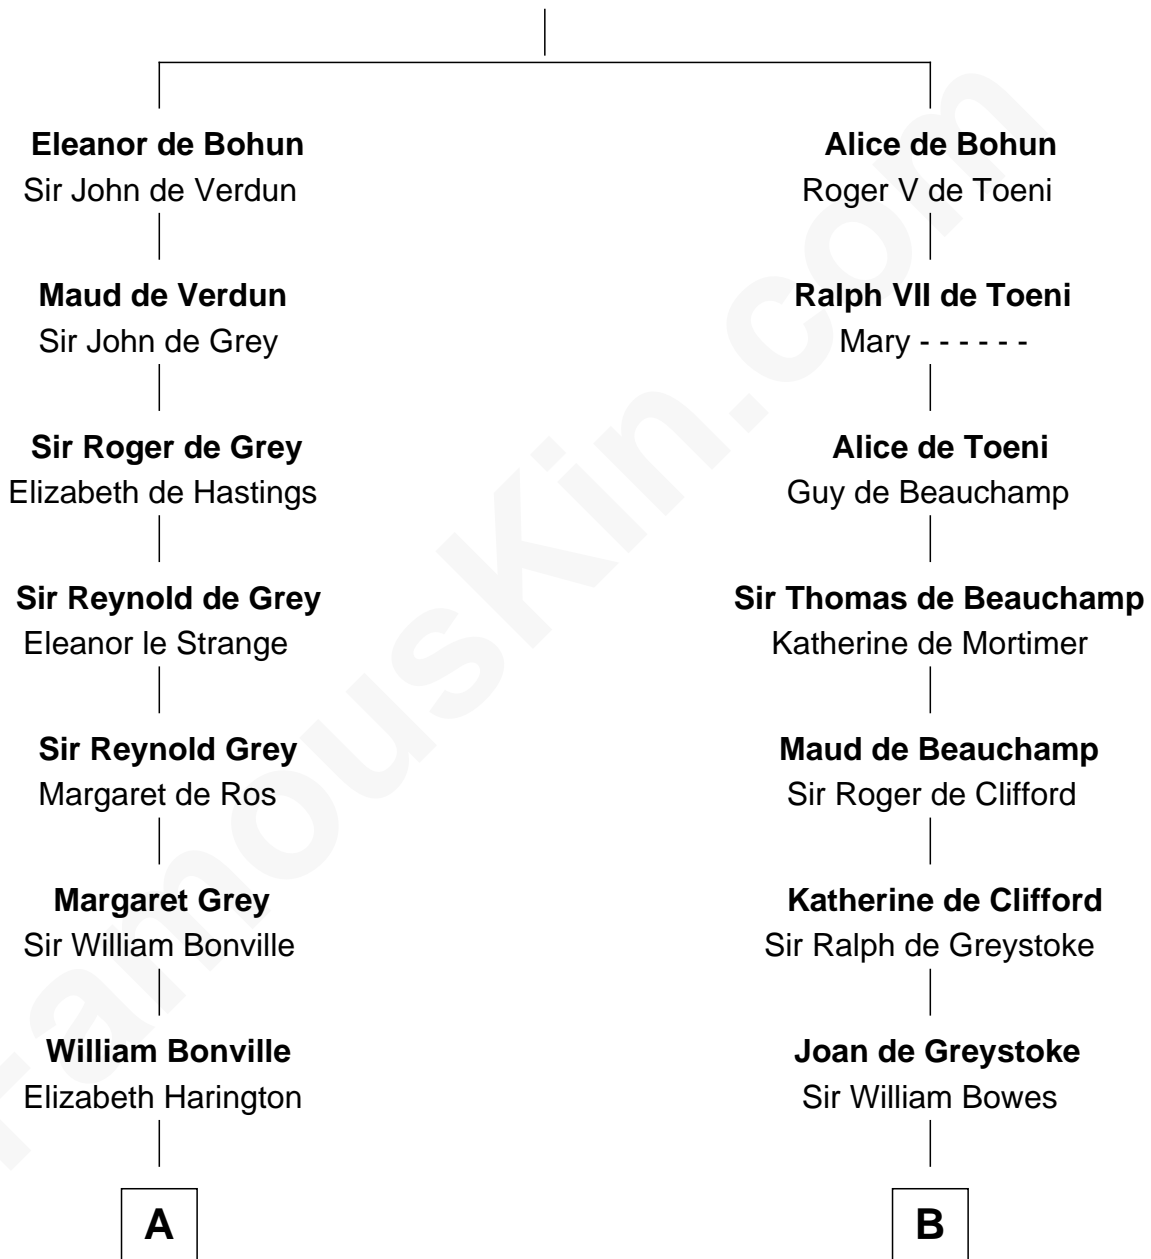 Eleanor de Bohun
Sir John de Verdun
Maud de Verdun
Sir John de Grey
Sir Roger de Grey
Elizabeth de Hastings
Sir Reynold de Grey
Eleanor le Strange
Sir Reynold Grey
Margaret de Ros
Margaret Grey
Sir William Bonville
William Bonville
Elizabeth Harington
A
Alice de Bohun
Roger V de Toeni
Ralph VII de Toeni
Mary - - - - - -
Alice de Toeni
Guy de Beauchamp
Sir Thomas de Beauchamp
Katherine de Mortimer
Maud de Beauchamp
Sir Roger de Clifford
Katherine de Clifford
Sir Ralph de Greystoke
Joan de Greystoke
Sir William Bowes
B
FamousKin.com